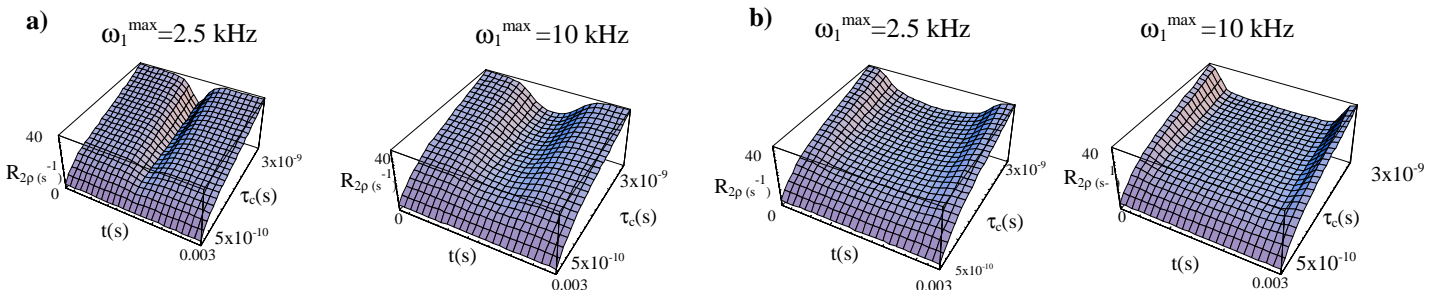 a)
ω₁ᵐᵃˣ=2.5 kHz
40
R₂ρ (s⁻¹)
0
t(s)
0.003
5x10⁻¹⁰
τc(s)
3x10⁻⁹
ω₁ᵐᵃˣ =10 kHz
40
R₂ρ (s⁻¹)
0
t(s)
0.003
5x10⁻¹⁰
τc(s)
3x10⁻⁹
b)
ω₁ᵐᵃˣ=2.5 kHz
40
R₂ρ (s⁻¹)
0
t(s)
0.003
5x10⁻¹⁰
τc(s)
3x10⁻⁹
ω₁ᵐᵃˣ =10 kHz
40
R₂ρ (s-1
0
t(s)
0.003
5x10⁻¹⁰
τc(s)
3x10⁻⁹